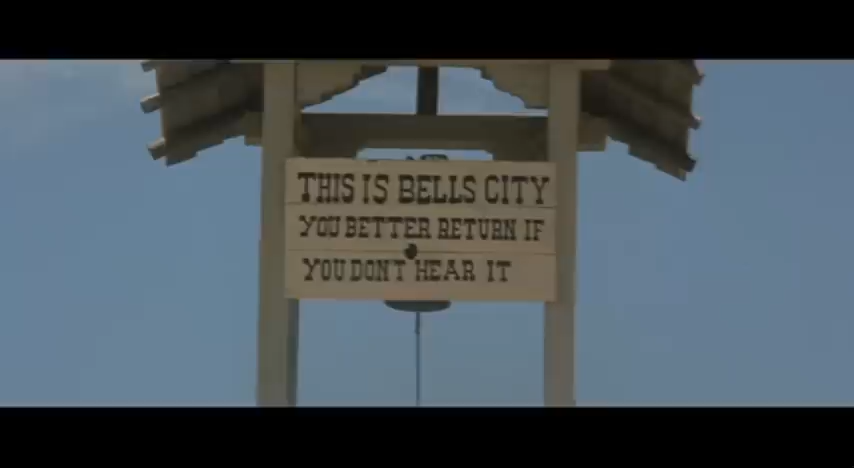 THIS IS BELLS CITY
YOU BETTER RETURN IF
YOU DON'T HEAR IT